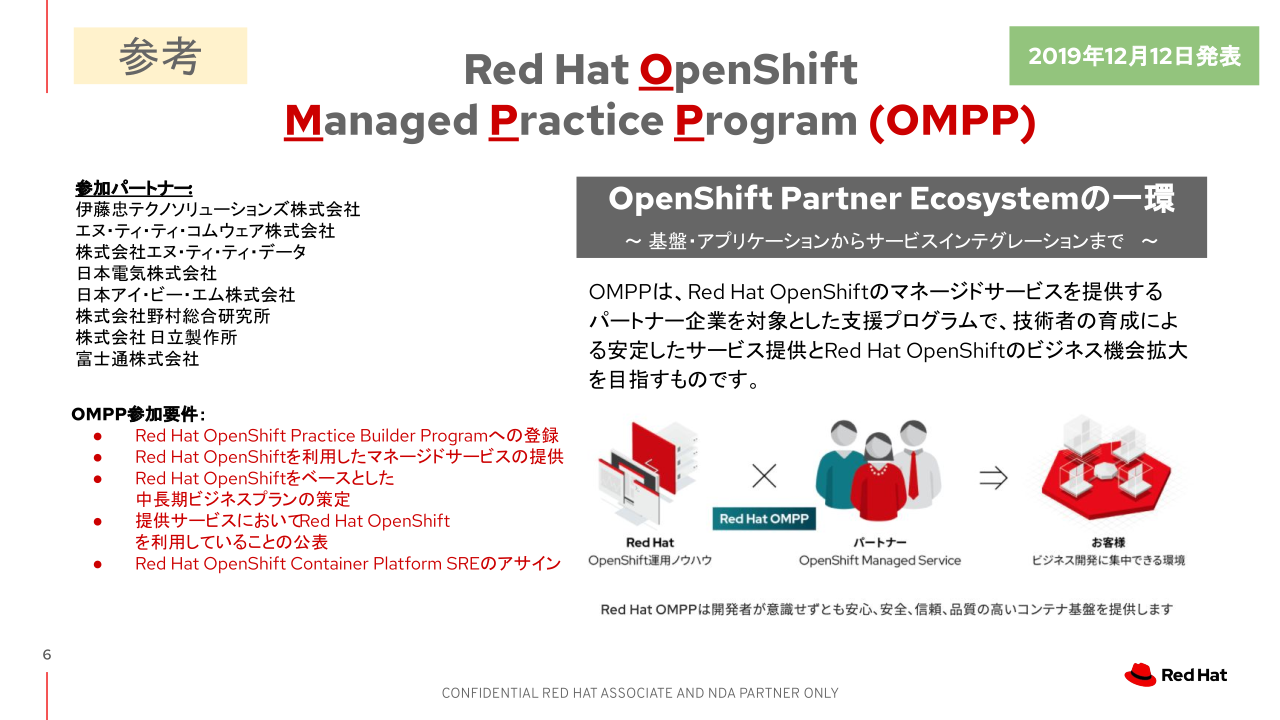 参考
2019年12月12日発表
Red Hat OpenShift
Managed Practice Program (OMPP)
参加パートナー:
伊藤忠テクノソリューションズ株式会社
エヌ・ティ・ティ・コムウェア株式会社
株式会社エヌ・ティ・ティ・データ
日本電気株式会社
日本アイ・ビー・エム株式会社
株式会社野村総合研究所
株式会社 日立製作所
富士通株式会社
OMPP参加要件:
● Red Hat OpenShift Practice Builder Programへの登録
● Red Hat OpenShiftを利用したマネージドサービスの提供
● Red Hat OpenShiftをベースとした
中長期ビジネスプランの策定
● 提供サービスにおいてRed Hat OpenShift
を利用していることの公表
● Red Hat OpenShift Container Platform SREのアサイン
OpenShift Partner Ecosystemの一環
～ 基盤・アプリケーションからサービスインテグレーションまで ～
OMPPは、Red Hat OpenShiftのマネージドサービスを提供する
パートナー企業を対象とした支援プログラムで、技術者の育成によ
る安定したサービス提供とRed Hat OpenShiftのビジネス機会拡大
を目指すものです。
Red Hat OMPP
Red Hat
OpenShift運用ノウハウ
パートナー
OpenShift Managed Service
お客様
ビジネス開発に集中できる環境
Red Hat OMPPは開発者が意識せずとも安心、安全、信頼、品質の高いコンテナ基盤を提供します
6
CONFIDENTIAL RED HAT ASSOCIATE AND NDA PARTNER ONLY
Red Hat